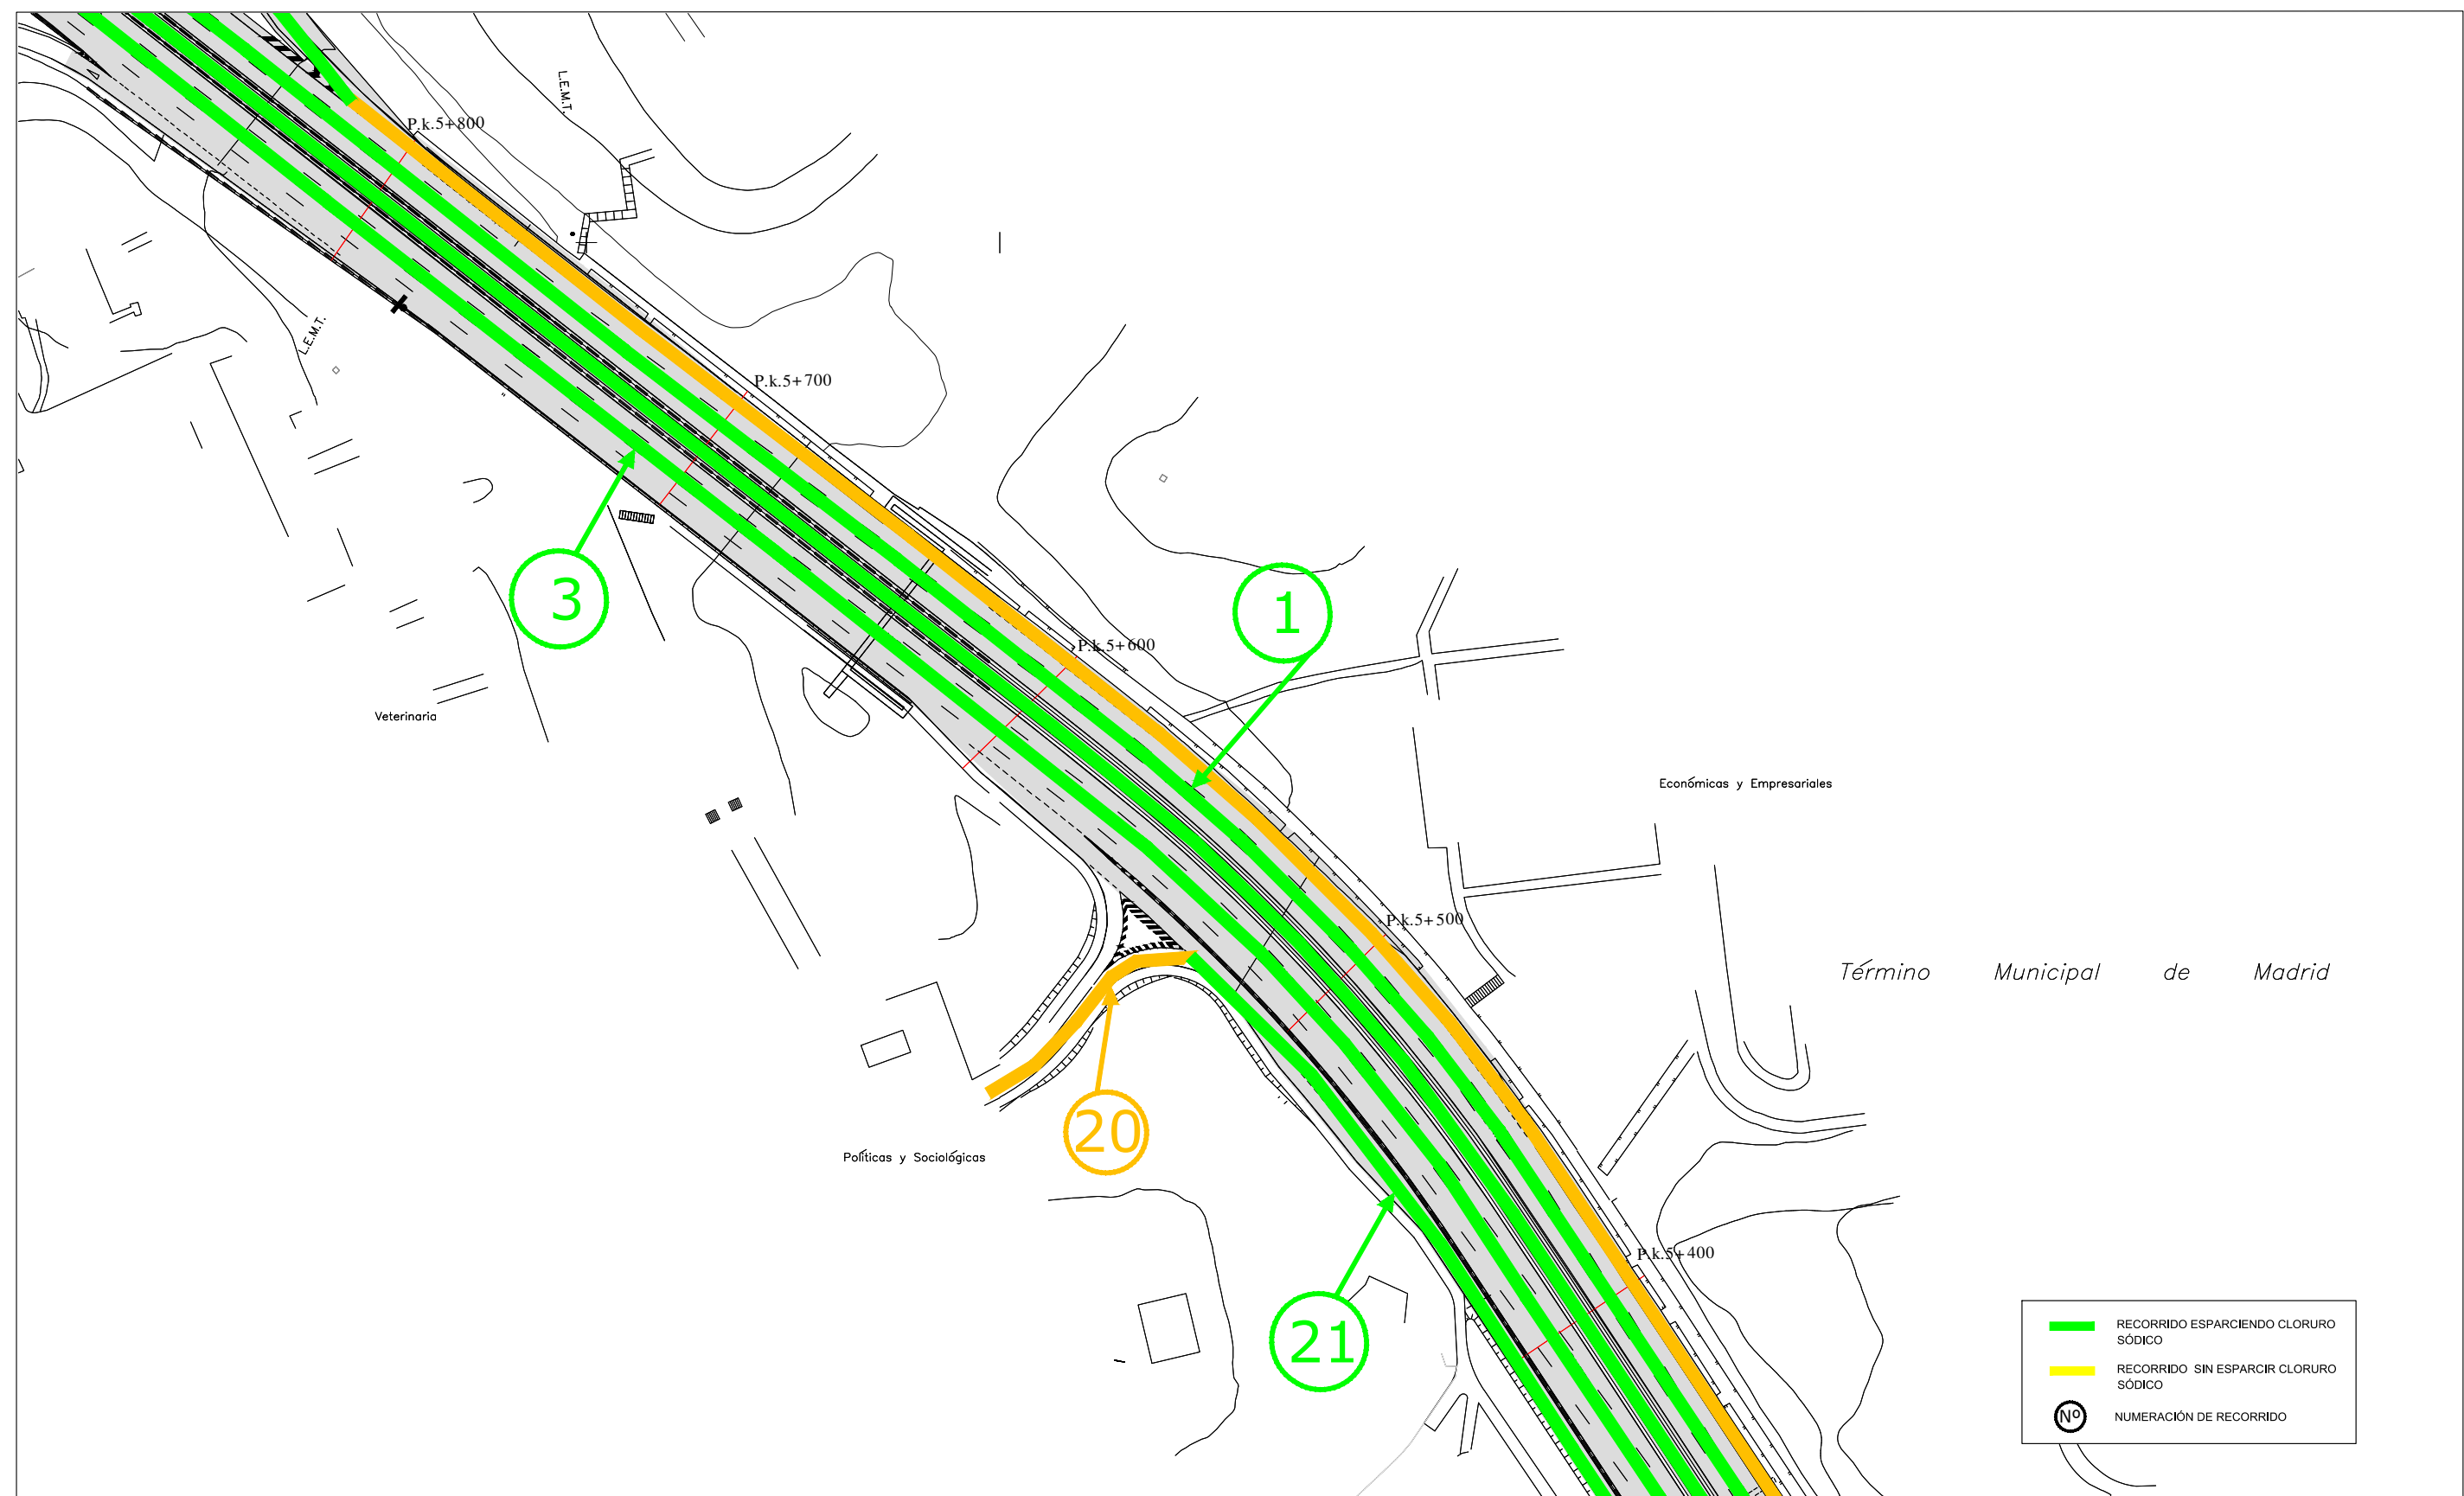 L.E.M.T.
P.k.5+800
L.E.M.T.
P.k.5+700
3
1
P.k.5+600
Veterinaria
Económicas y Empresariales
P.k.5+500
Término Municipal de Madrid
20
Políticas y Sociológicas
P.k.5+400
21
RECORRIDO ESPARCIENDO CLORURO
SÓDICO
RECORRIDO SIN ESPARCIR CLORURO
SÓDICO
Nº
NUMERACIÓN DE RECORRIDO